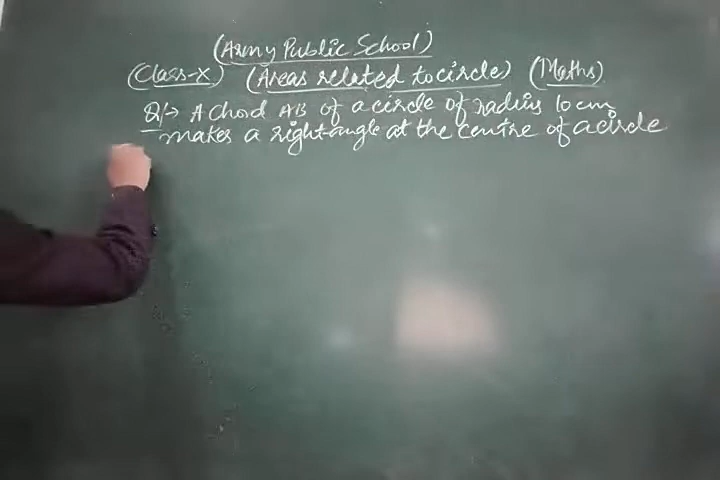 (Army Public School)
(Class-X) (Areas related to circle) (Maths)
Q/→ A Chord AB of a circle of radius 10 cm
makes a right-angle at the centre of a circle